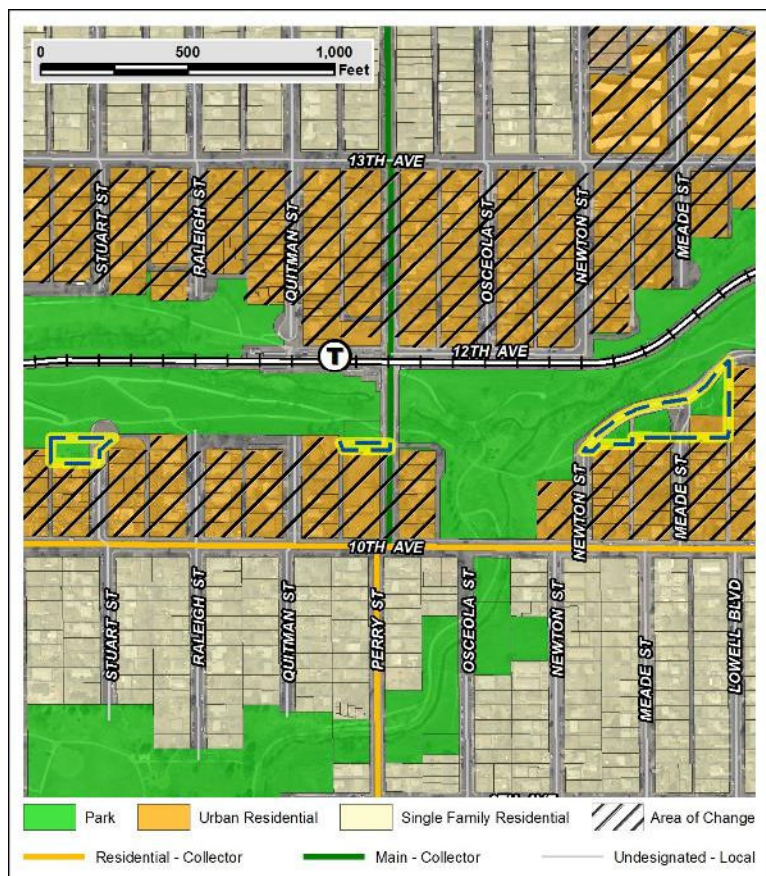 0 500 1,000
Feet
13TH AVE
STUART ST
RALEIGH ST
QUITMAN ST
OSCEOLA ST
NEWTON ST
MEADE ST
12TH AVE
T
NEWTON ST
MEADE ST
10TH AVE
STUART ST
RALEIGH ST
QUITMAN ST
PERRY ST
OSCEOLA ST
NEWTON ST
MEADE ST
LOWELL BLVD
Park Urban Residential Single Family Residential Area of Change
Residential - Collector Main - Collector Undesignated - Local